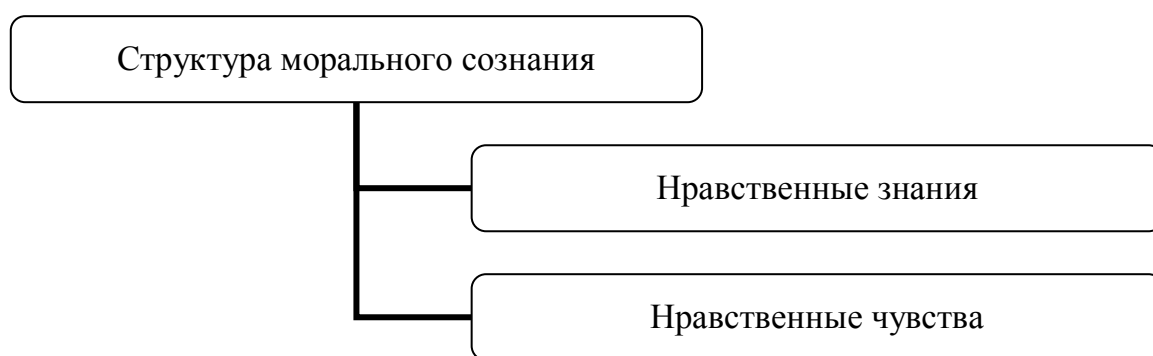 Структура морального сознания
Нравственные знания
Нравственные чувства